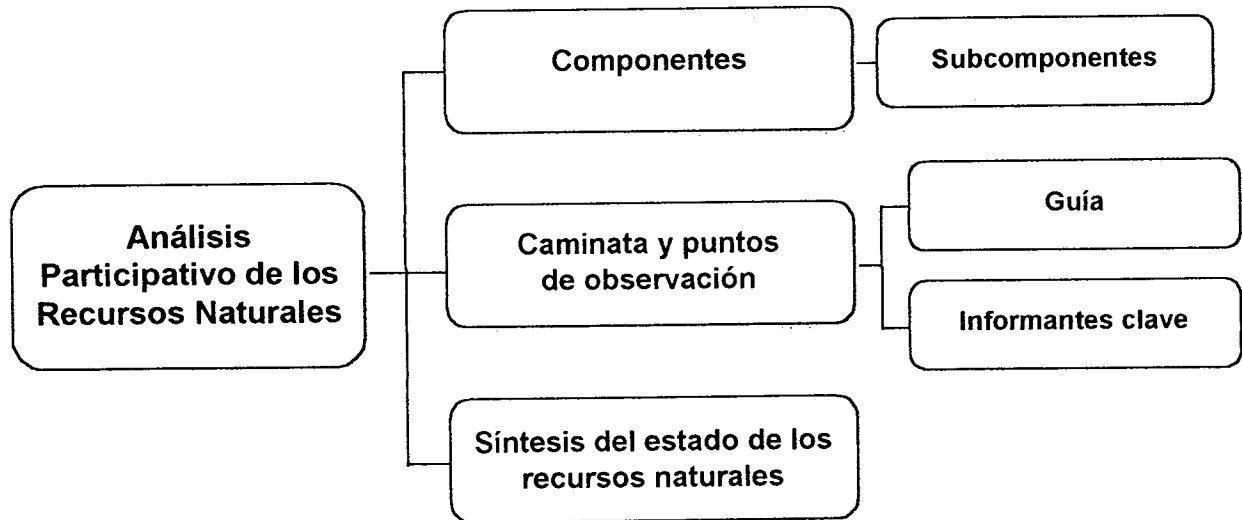 Componentes
Subcomponentes
Análisis
Participativo de los
Recursos Naturales
Caminata y puntos
de observación
Guía
Informantes clave
Síntesis del estado de los
recursos naturales